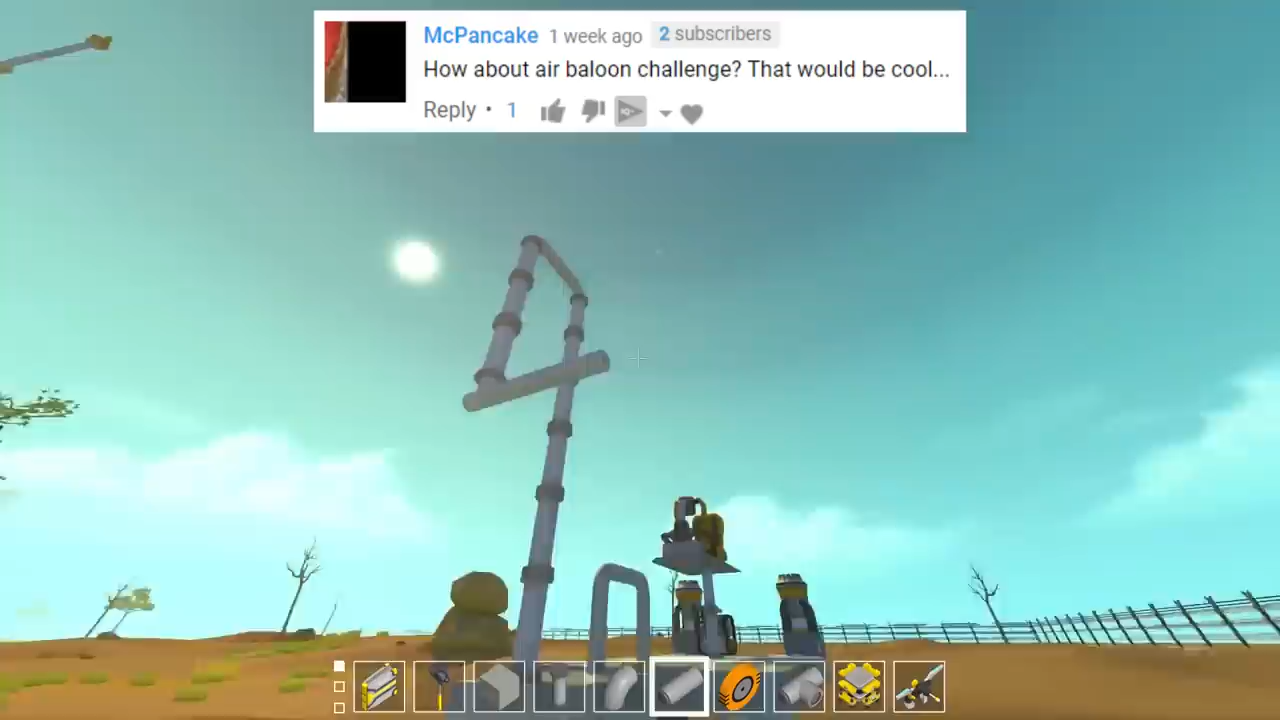 McPancake 1 week ago 2 subscribers
How about air baloon challenge? That would be cool...
Reply • 1